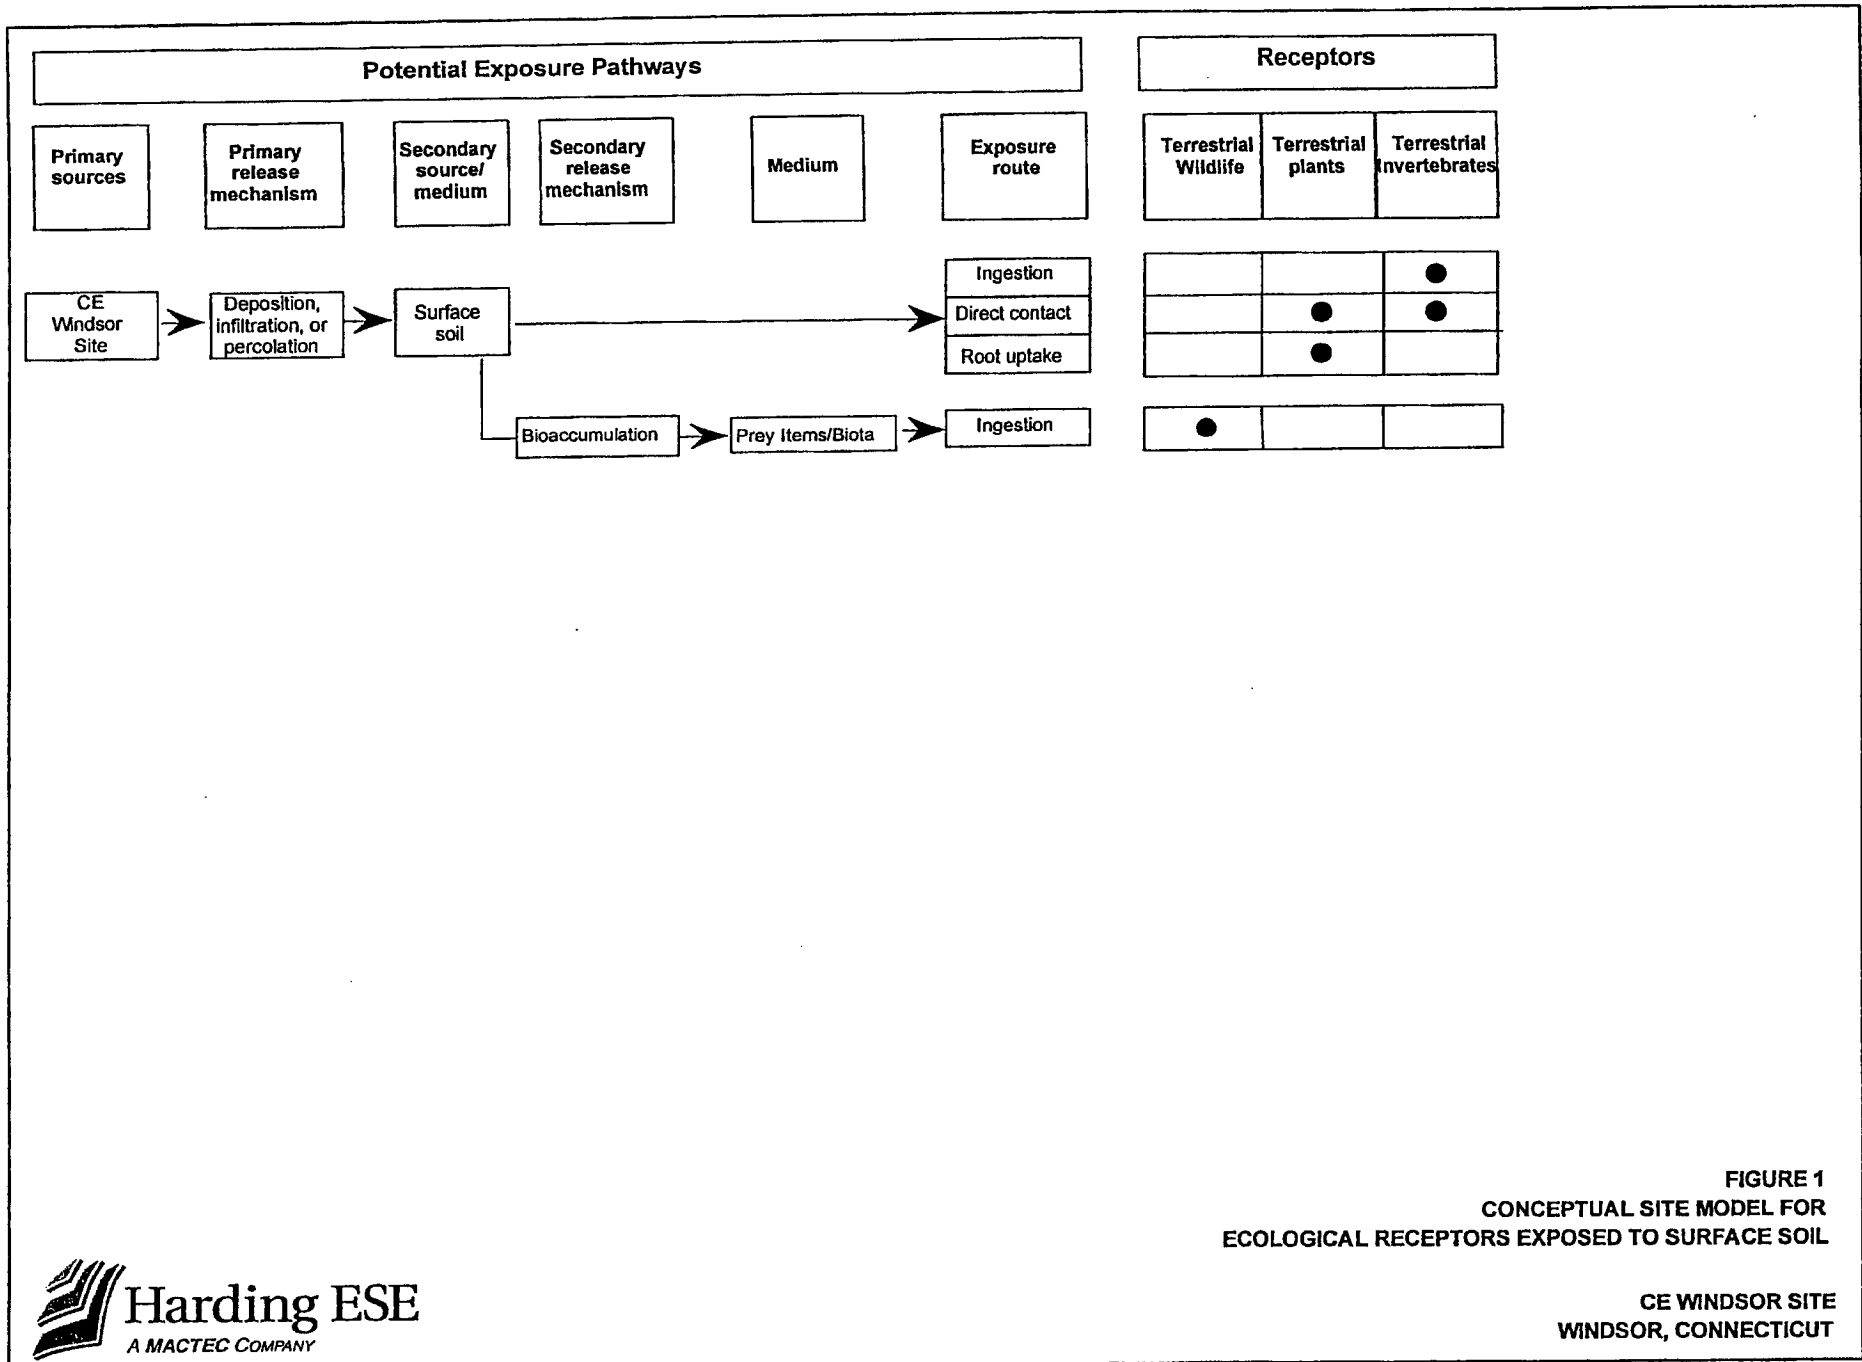 Potential Exposure Pathways
Receptors
Primary
sources
Primary
release
mechanism
Secondary
source/
medium
Secondary
release
mechanism
Medium
Exposure
route
Terrestrial
Wildlife
Terrestrial
plants
Terrestrial
Invertebrates
CE
Windsor
Site
Deposition,
infiltration, or
percolation
Surface
soil
Ingestion
Direct contact
Root uptake
Bioaccumulation
Prey Items/Biota
Ingestion
FIGURE 1
CONCEPTUAL SITE MODEL FOR
ECOLOGICAL RECEPTORS EXPOSED TO SURFACE SOIL
CE WINDSOR SITE
WINDSOR, CONNECTICUT
Harding ESE
A MACTEC COMPANY